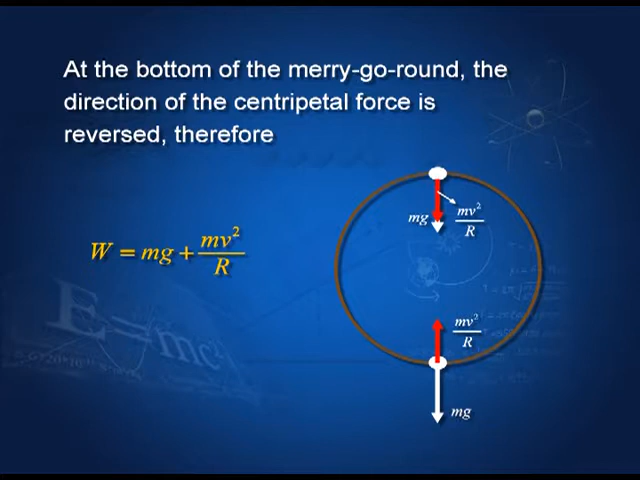 At the bottom of the merry-go-round, the
direction of the centripetal force is
reversed, therefore
W = mg + mv²/R
mg
mv²/R
mv²/R
mg
E=mc²